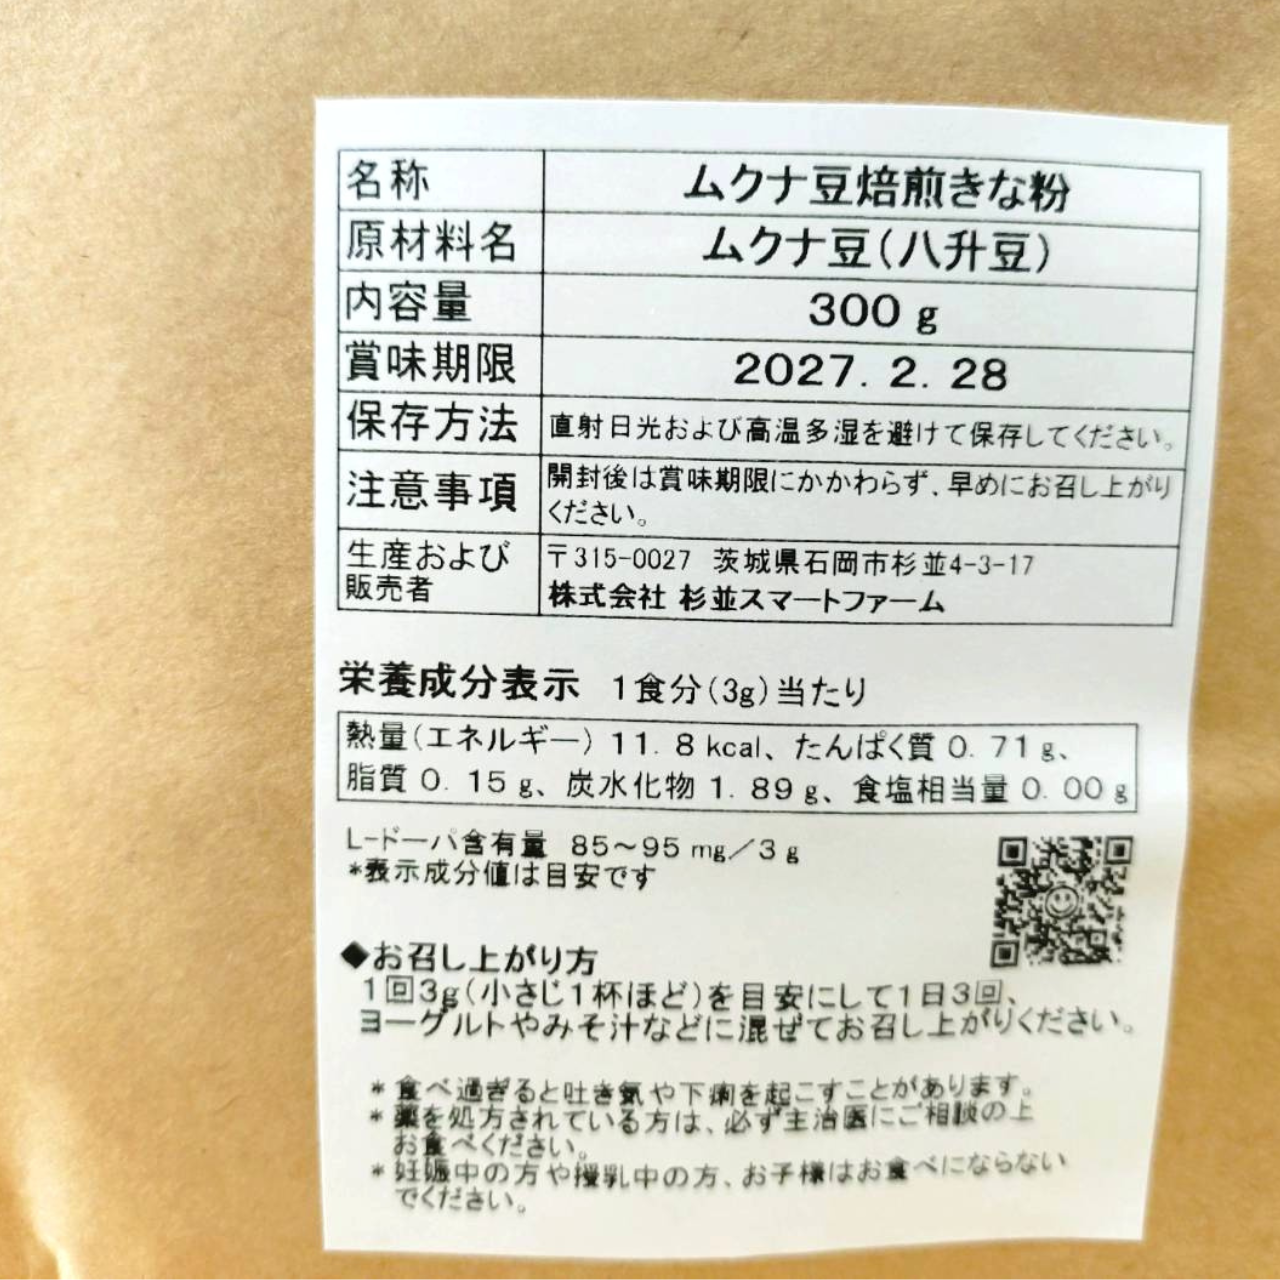 名称 ムクナ豆焙煎きな粉
原材料名 ムクナ豆(八升豆)
内容量 300g
賞味期限 2027.2.28
保存方法 直射日光および高温多湿を避けて保存してください。
注意事項 開封後は賞味期限にかかわらず、早めにお召し上がり
ください。
生産および 〒315-0027 茨城県石岡市杉並4-3-17
販売者 株式会社 杉並スマートファーム
栄養成分表示 1食分(3g)当たり
熱量(エネルギー) 11.8kcal、たんぱく質 0.71g、
脂質 0.15g、炭水化物 1.89g、食塩相当量 0.00g
L-ドーパ含有量 85〜95mg/3g
*表示成分値は目安です
◆お召し上がり方
1回3g(小さじ1杯ほど)を目安にして1日3回、
ヨーグルトやみそ汁などに混ぜてお召し上がりください。
*食べ過ぎると吐き気や下痢を起こすことがあります。
*薬を処方されている方は、必ず主治医にご相談の上
お食べください。
*妊娠中の方や授乳中の方、お子様はお食べにならない
でください。